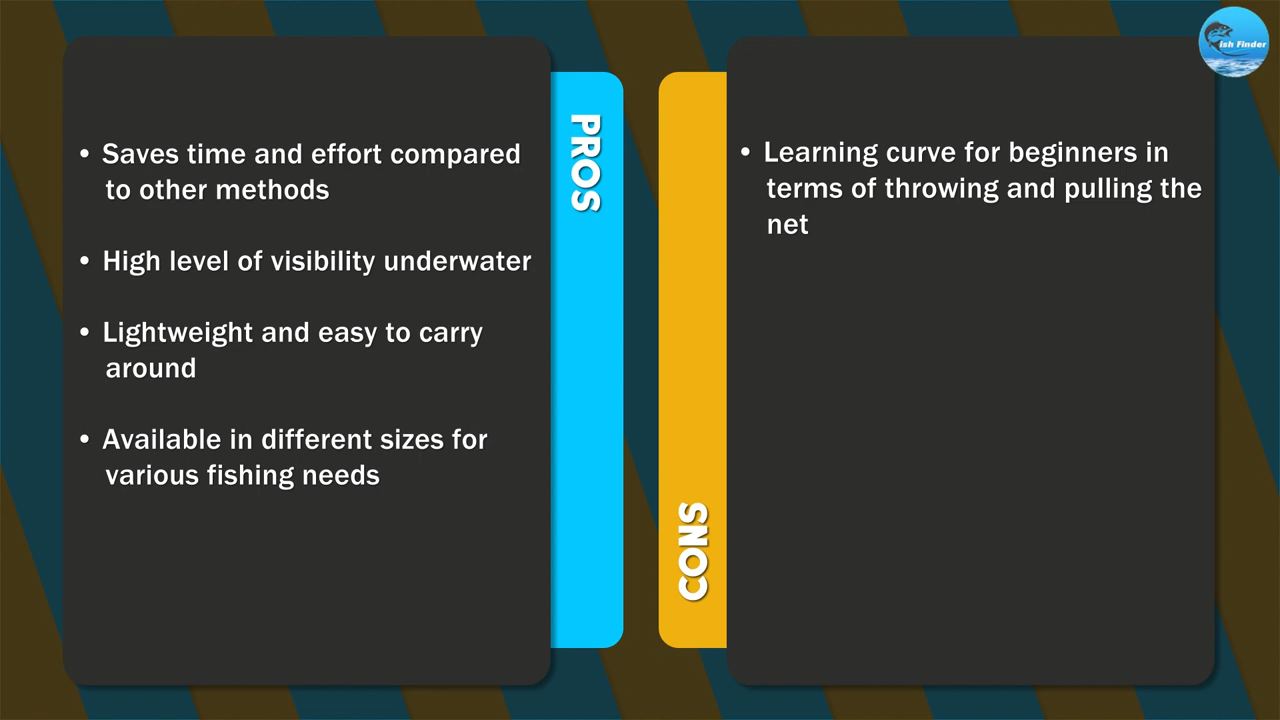 • Saves time and effort compared
to other methods
• High level of visibility underwater
• Lightweight and easy to carry
around
• Available in different sizes for
various fishing needs
PROS
CONS
• Learning curve for beginners in
terms of throwing and pulling the
net
ish Finder